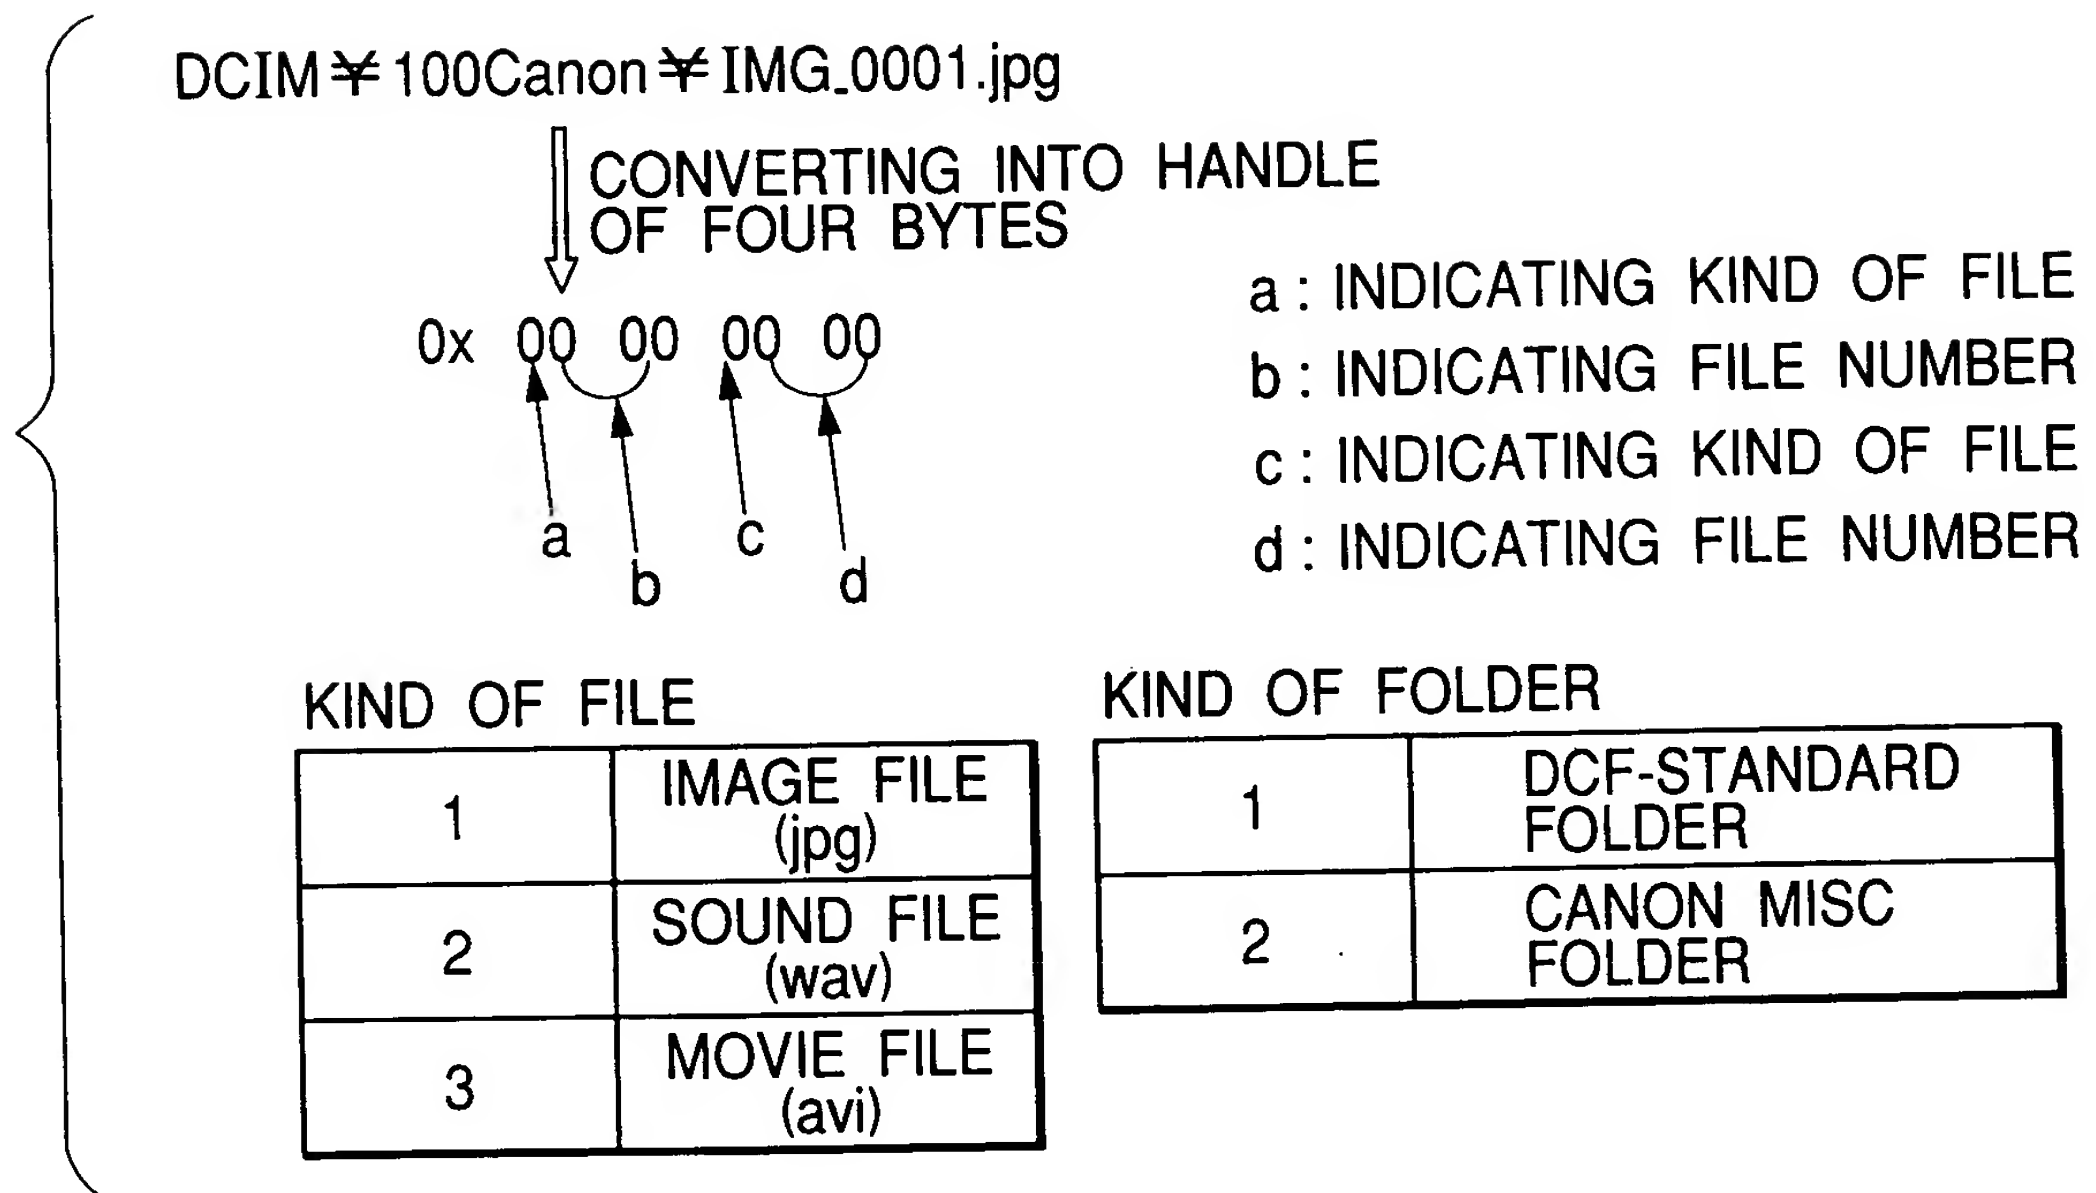 DCIM¥100Canon¥IMG_0001.jpg
CONVERTING INTO HANDLE
OF FOUR BYTES
0x 00 00 00 00
a
b
c
d
a : INDICATING KIND OF FILE
b : INDICATING FILE NUMBER
c : INDICATING KIND OF FILE
d : INDICATING FILE NUMBER
KIND OF FILE
1
IMAGE FILE
(jpg)
2
SOUND FILE
(wav)
3
MOVIE FILE
(avi)
KIND OF FOLDER
1
DCF-STANDARD
FOLDER
2
CANON MISC
FOLDER